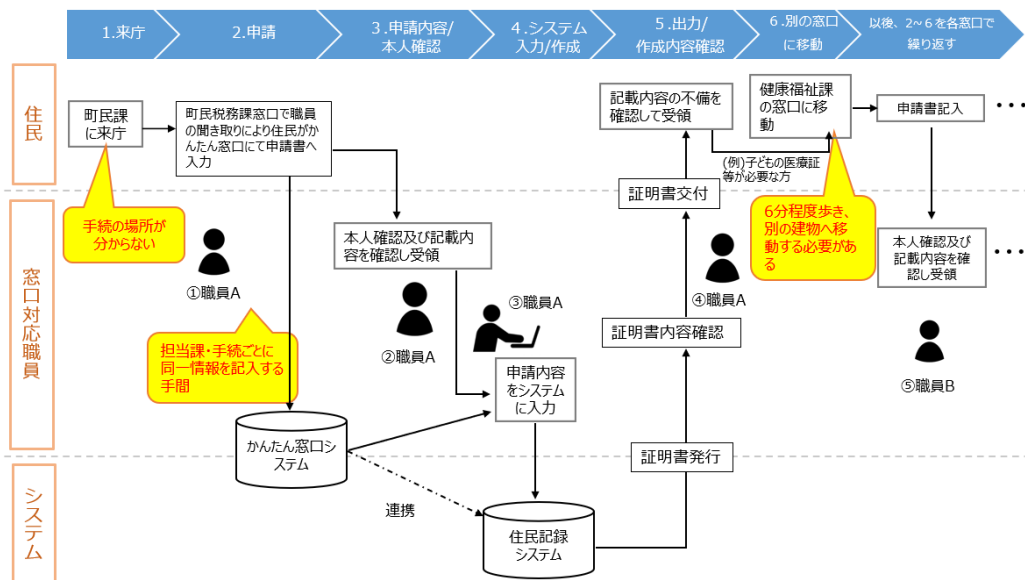 1.来庁
2.申請
3.申請内容/
本人確認
4.システム
入力/作成
5.出力/
作成内容確認
6.別の窓口
に移動
以後、2~6を各窓口で
繰り返す
住民
町民課
に来庁
町民税務課窓口で職員
の聞き取りにより住民がか
んたん窓口にて申請書へ
入力
記載内容の不備を
確認して受領
健康福祉課
の窓口に移
動
申請書記入
・・・
(例)子どもの医療証
等が必要な方
証明書交付
窓口対応職員
手続の場所が
分からない
①職員A
本人確認及び記載内
容を確認し受領
②職員A
③職員A
④職員A
6分程度歩き、
別の建物へ移
動する必要があ
る
本人確認及び
記載内容を確
認し受領
・・・
⑤職員B
証明書内容確認
担当課・手続ごとに
同一情報を記入する
手間
申請内容
をシステム
に入力
かんたん窓口シ
ステム
証明書発行
システム
連携
住民記録
システム